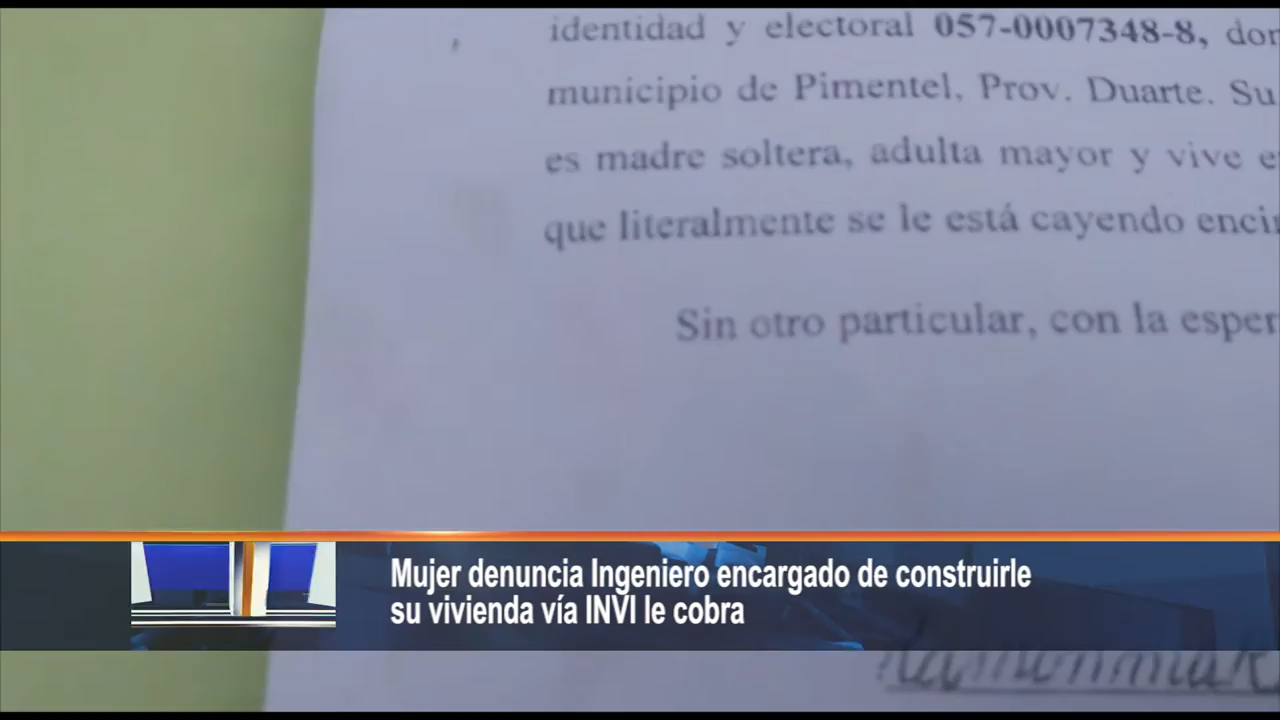 identidad y electoral 057-0007348-8,
municipio de Pimentel, Prov. Duarte. Su
es madre soltera, adulta mayor y vive
que literalmente se le está cayendo
Sin otro particular, con la
Mujer denuncia Ingeniero encargado de construirle
su vivienda vía INVI le cobra